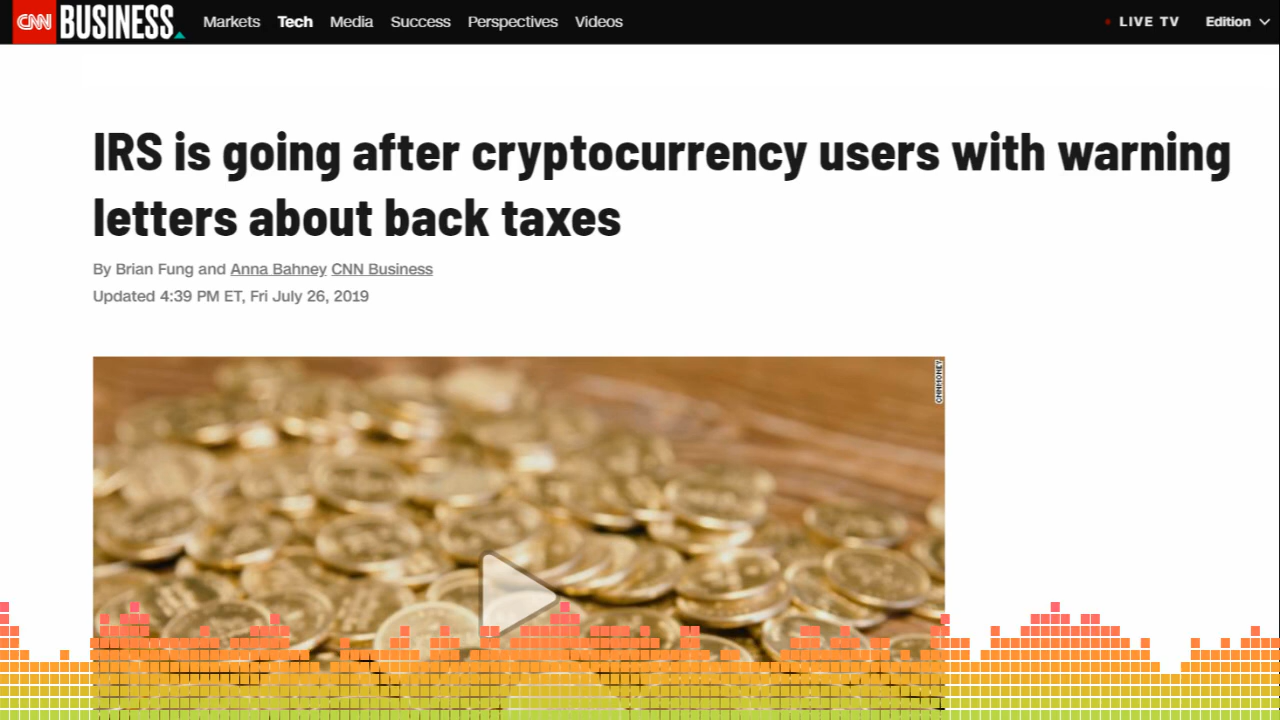 CNN BUSINESS Markets Tech Media Success Perspectives Videos LIVE TV Edition
IRS is going after cryptocurrency users with warning
letters about back taxes
By Brian Fung and Anna Bahney CNN Business
Updated 4:39 PM ET, Fri July 26, 2019
CNNMONEY